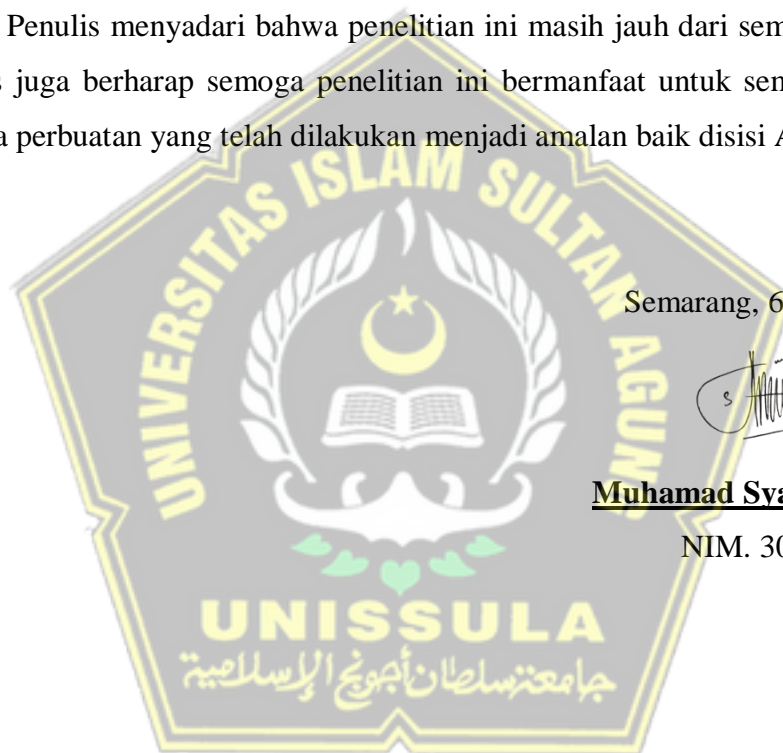 Penulis menyadari bahwa penelitian ini masih jauh dari sem
juga berharap semoga penelitian ini bermanfaat untuk sem
perbuatan yang telah dilakukan menjadi amalan baik disisi A
UNIVERSITAS ISLAM SULTAN AGUNG
Semarang, 6
Muhamad Sya
NIM. 30
UNISSULA
جامعة سلطان أجونج الإسلامية